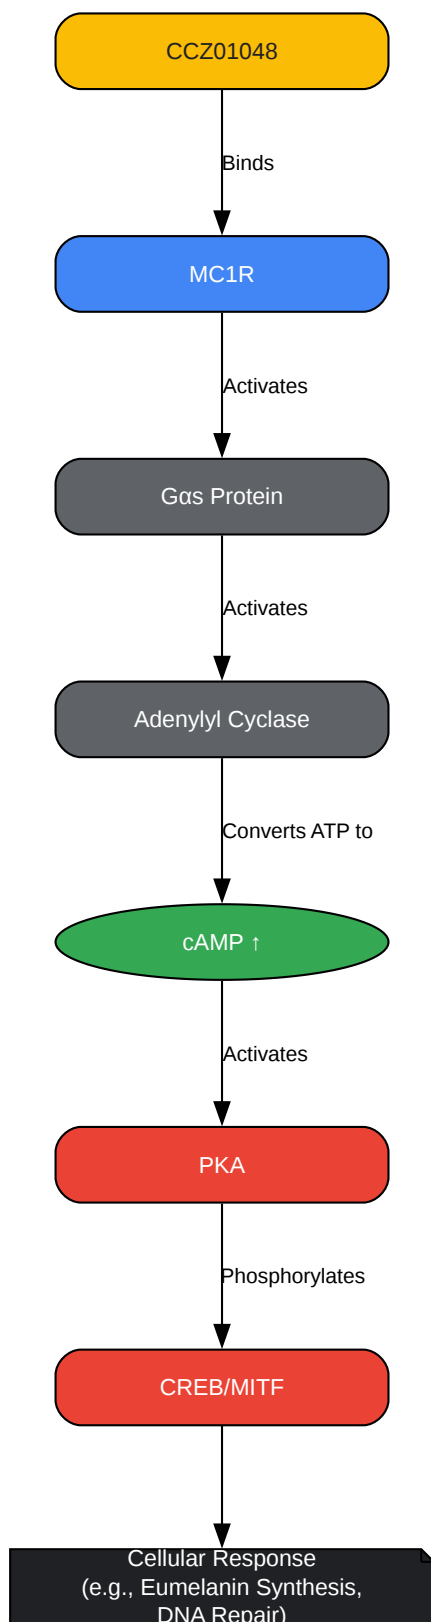 CCZ01048
Binds
MC1R
Activates
Gαs Protein
Activates
Adenylyl Cyclase
Converts ATP to
cAMP ↑
Activates
PKA
Phosphorylates
CREB/MITF
Cellular Response
(e.g., Eumelanin Synthesis,
DNA Repair)